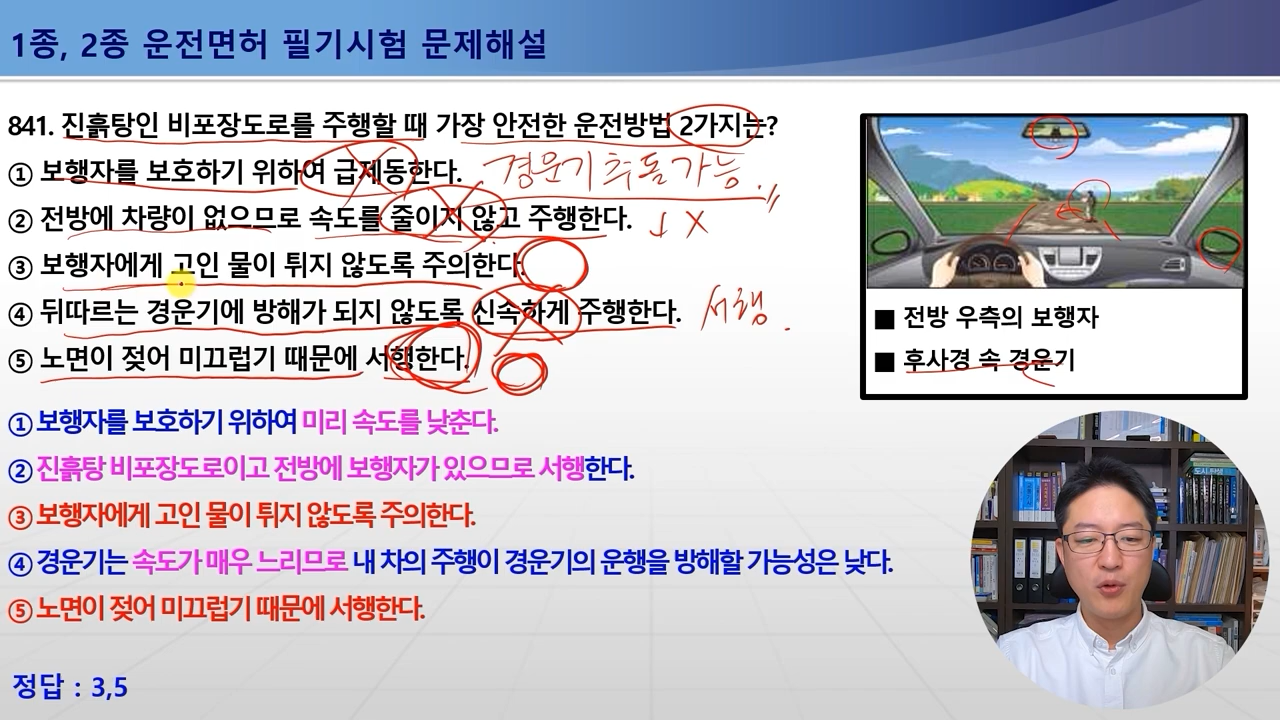 1종, 2종 운전면허 필기시험 문제해설
841. 진흙탕인 비포장도로를 주행할 때 가장 안전한 운전방법 2가지는?
① 보행자를 보호하기 위하여 급제동한다. 경운기 추돌가능.
② 전방에 차량이 없으므로 속도를 줄이지 않고 주행한다. ↓ X
③ 보행자에게 고인 물이 튀지 않도록 주의한다.
④ 뒤따르는 경운기에 방해가 되지 않도록 신속하게 주행한다. 서행.
⑤ 노면이 젖어 미끄럽기 때문에 서행한다.
■ 전방 우측의 보행자
■ 후사경 속 경운기
① 보행자를 보호하기 위하여 미리 속도를 낮춘다.
② 진흙탕 비포장도로이고 전방에 보행자가 있으므로 서행한다.
③ 보행자에게 고인 물이 튀지 않도록 주의한다.
④ 경운기는 속도가 매우 느리므로 내 차의 주행이 경운기의 운행을 방해할 가능성은 낮다.
⑤ 노면이 젖어 미끄럽기 때문에 서행한다.
정답 : 3,5